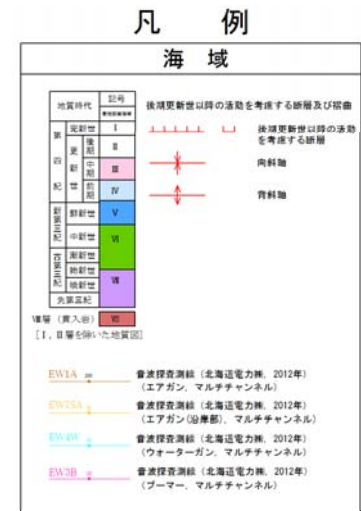 凡 例
海 域
地質時代
記号
後期更新世以降の活動を考慮する断層及び褶曲
第四紀
完新世
I
更新世
後期
II
中期
III
前期
IV
新第三紀
鮮新世
V
中新世
VI
古第三紀
漸新世
始新世
VII
暁新世
先第三紀
VIII層(貫入岩)
VIII
[I,II層を除いた地質図]
後期更新世以降の活動を考慮する断層
向斜軸
背斜軸
EW1A
音波探査測線(北海道電力㈱,2012年)
(エアガン,マルチチャンネル)
EW75A
音波探査測線(北海道電力㈱,2012年)
(エアガン(沿岸部),マルチチャンネル)
EW4W
音波探査測線(北海道電力㈱,2012年)
(ウォーターガン,マルチチャンネル)
EW3B
音波探査測線(北海道電力㈱,2012年)
(ブーマー,マルチチャンネル)